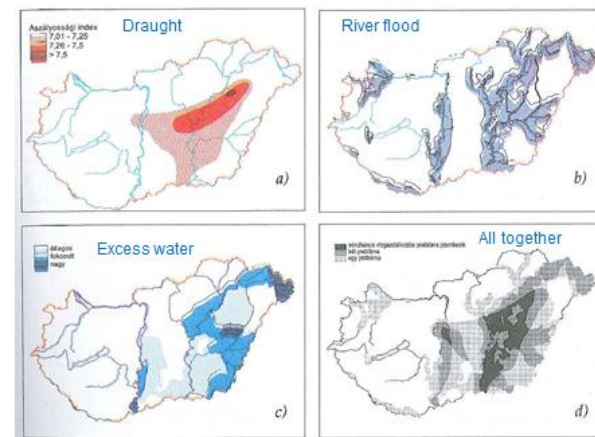 Draught
Aszályossági index
7,01 - 7,25
7,26 - 7,5
> 7,5
a)
River flood
b)
Excess water
átlagos
fokozott
nagy
c)
All together
két probléma
egy probléma
d)